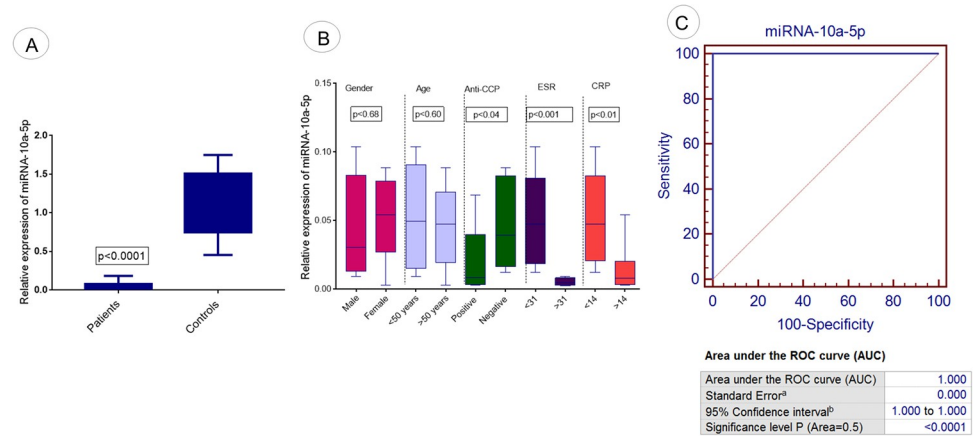 A
Relative expression of miRNA-10a-5p
2.0
1.5
1.0
0.5
0.0
p<0.0001
Patients
Controls
B
Relative expression of miRNA-10a-5p
0.15
0.10
0.05
0.00
Gender
Age
Anti-CCP
ESR
CRP
p<0.68
p<0.60
p<0.04
p<0.001
p<0.01
Male
Female
<50 years
>50 years
Positive
Negative
<31
>31
<14
>14
C
miRNA-10a-5p
Sensitivity
100
80
60
40
20
0
0 20 40 60 80 100
100-Specificity
Area under the ROC curve (AUC)
Area under the ROC curve (AUC) 1.000
Standard Errorᵃ 0.000
95% Confidence intervalᵇ 1.000 to 1.000
Significance level P (Area=0.5) <0.0001